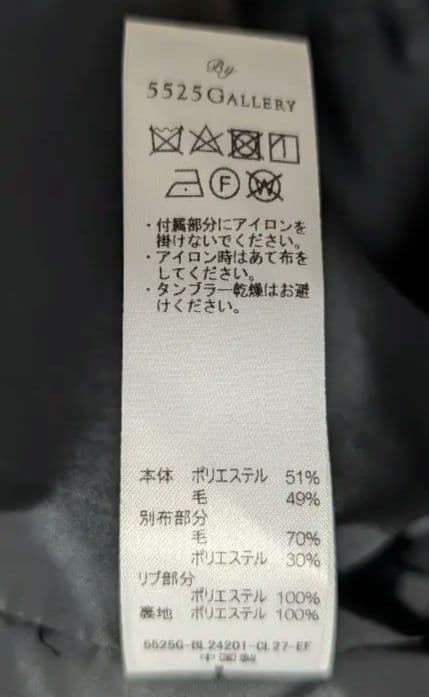 By
5525GALLERY
F W
・付属部分にアイロンを
掛けないでください。
・アイロン時はあて布を
してください。
・タンブラー乾燥はお避
けください。
本体 ポリエステル 51%
毛 49%
別布部分
毛 70%
ポリエステル 30%
リブ部分
ポリエステル 100%
裏地 ポリエステル 100%
5525G-BL24201-CL27-EF
中国製